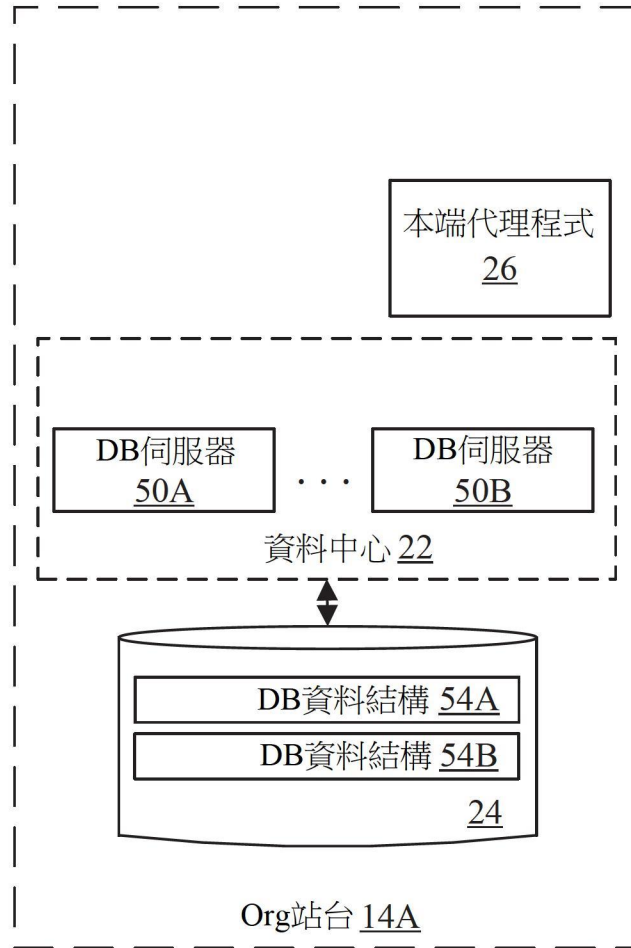 本端代理程式
26
DB伺服器
50A
. . .
DB伺服器
50B
資料中心 22
DB資料結構 54A
DB資料結構 54B
24
Org站台 14A